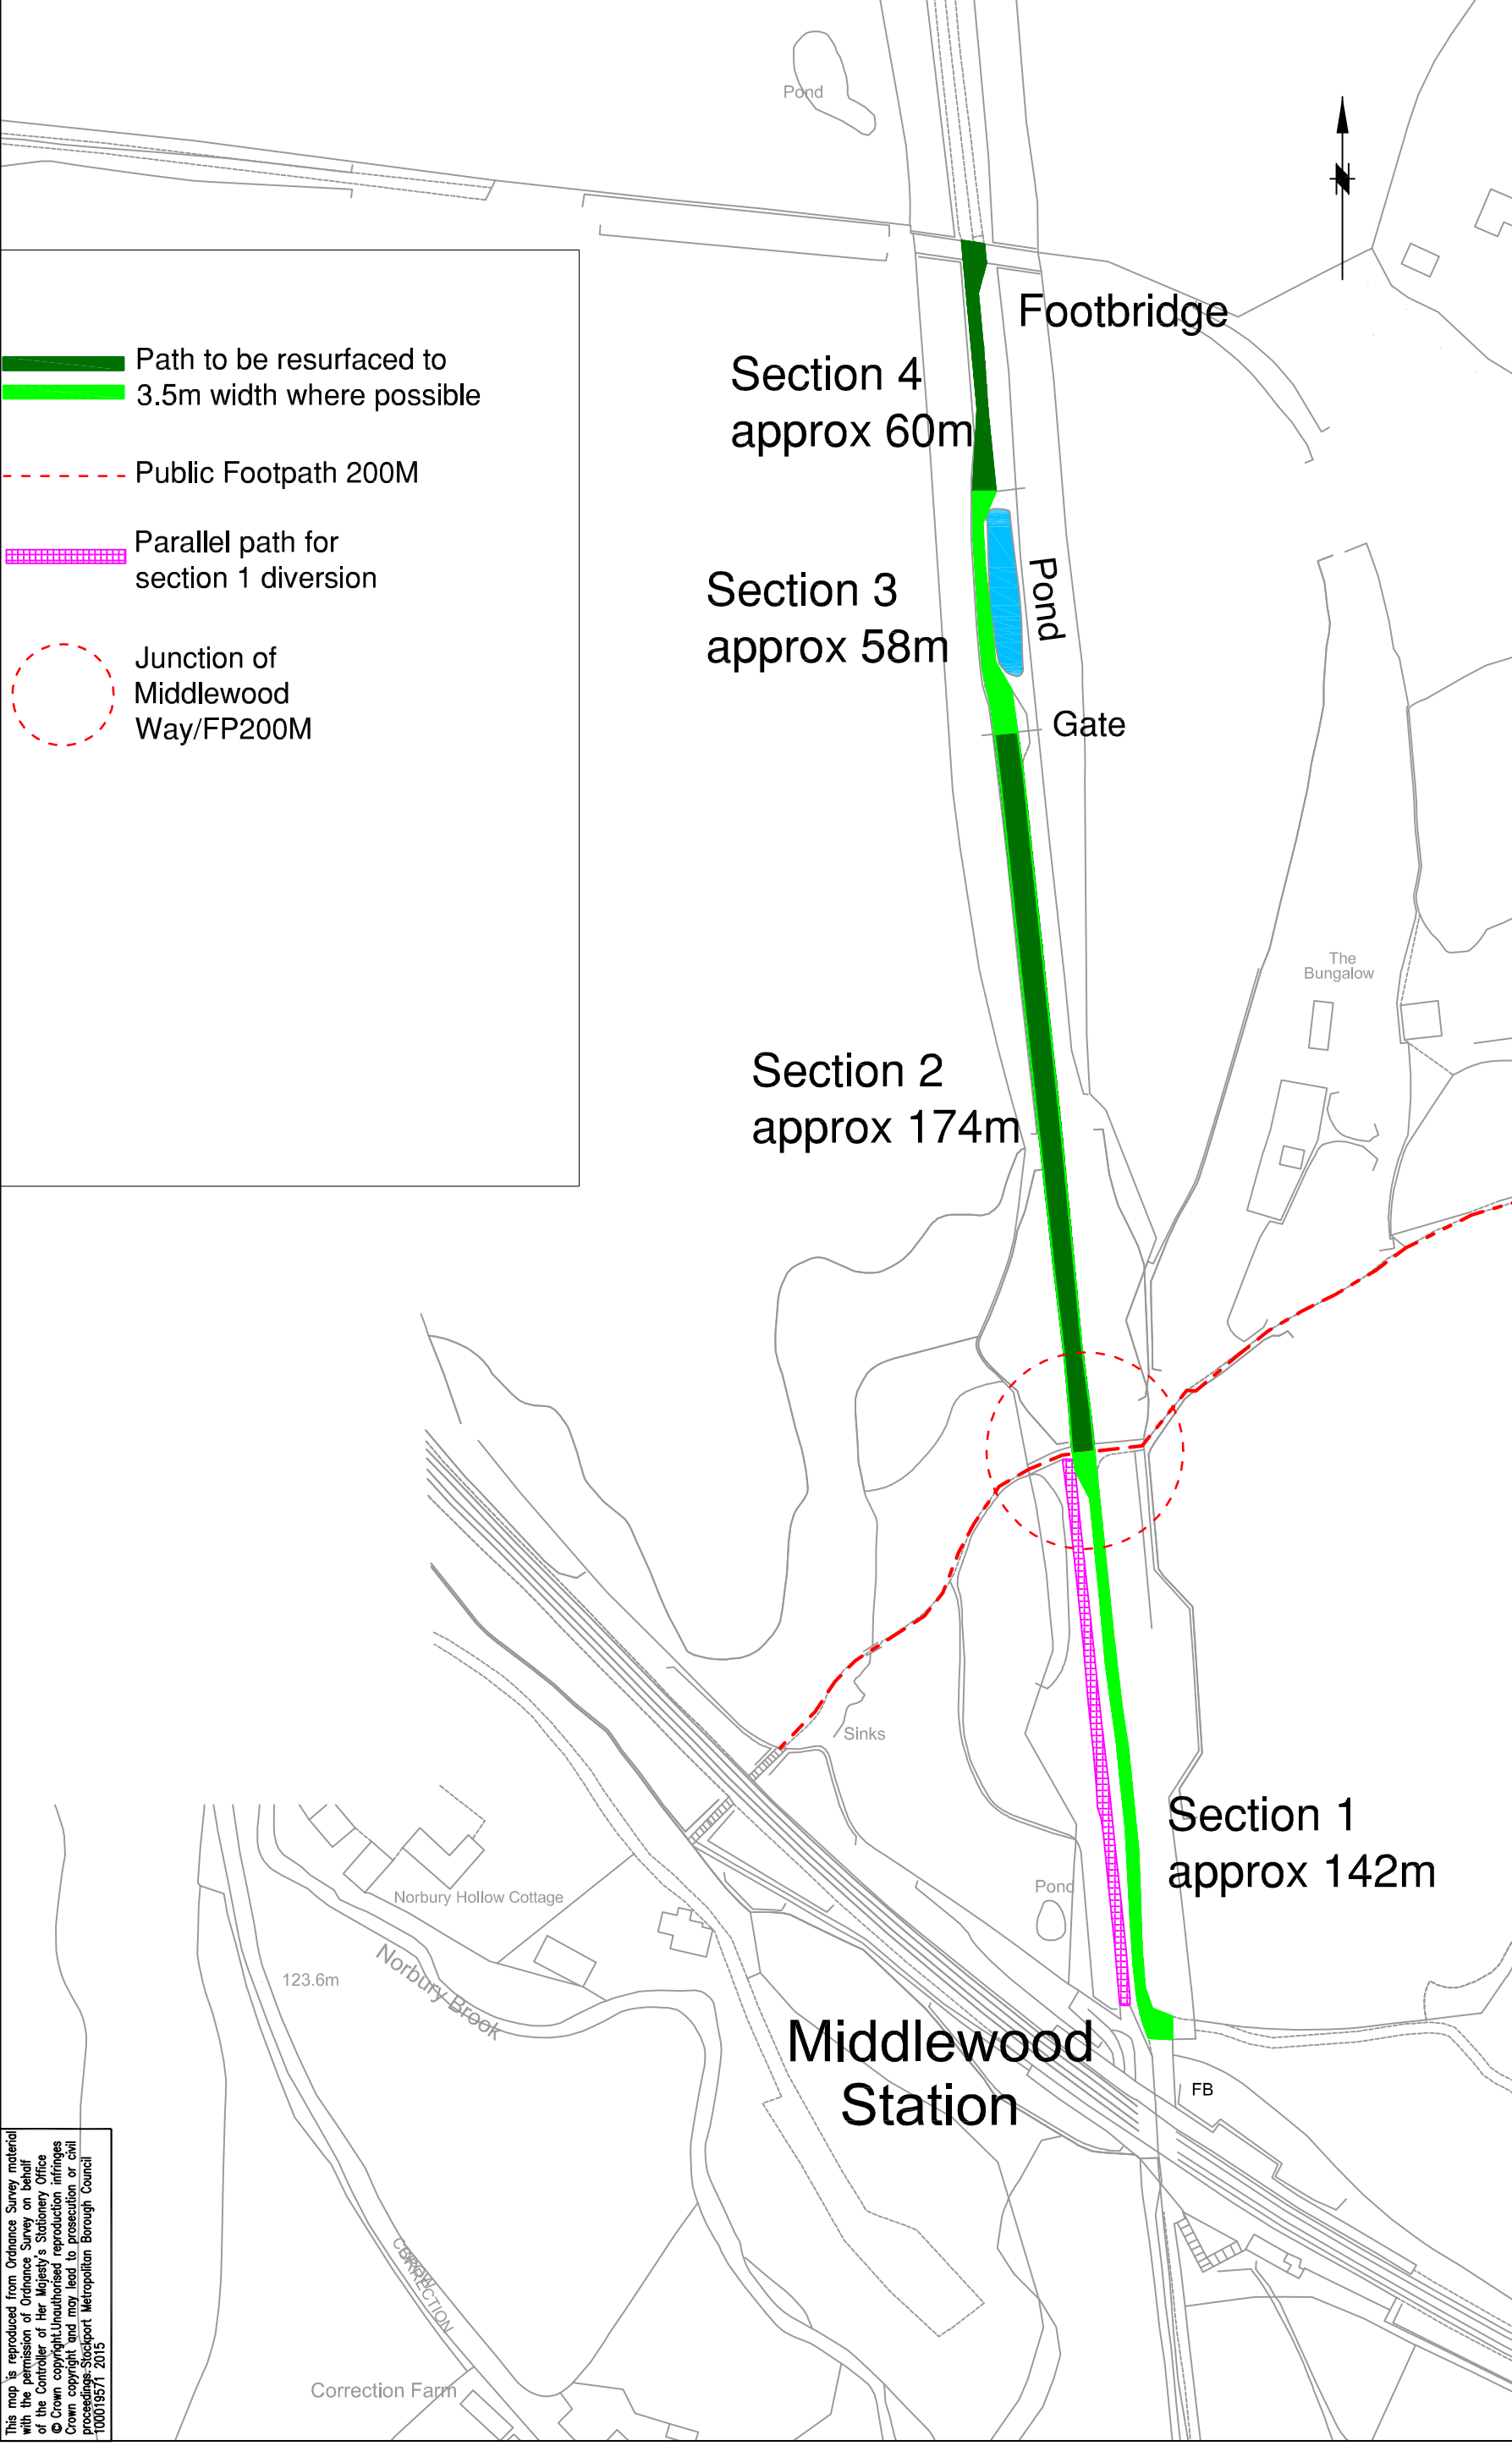 Pond
Footbridge
Section 4
approx 60m
Path to be resurfaced to
3.5m width where possible
Public Footpath 200M
Parallel path for
section 1 diversion
Junction of
Middlewood
Way/FP200M
Section 3
approx 58m
Pond
Gate
The
Bungalow
Section 2
approx 174m
Sinks
Section 1
approx 142m
Pond
Norbury Hollow Cottage
123.6m
Norbury Brook
Middlewood
Station
FB
CORRECTION
Correction Farm
This map is reproduced from Ordnance Survey material
with the permission of Ordnance Survey on behalf
of the Controller of Her Majesty's Stationery Office
© Crown copyright.Unauthorised reproduction infringes
Crown copyright and may lead to prosecution or civil
proceedings.Stockport Metropolitan Borough Council
100019571 2015